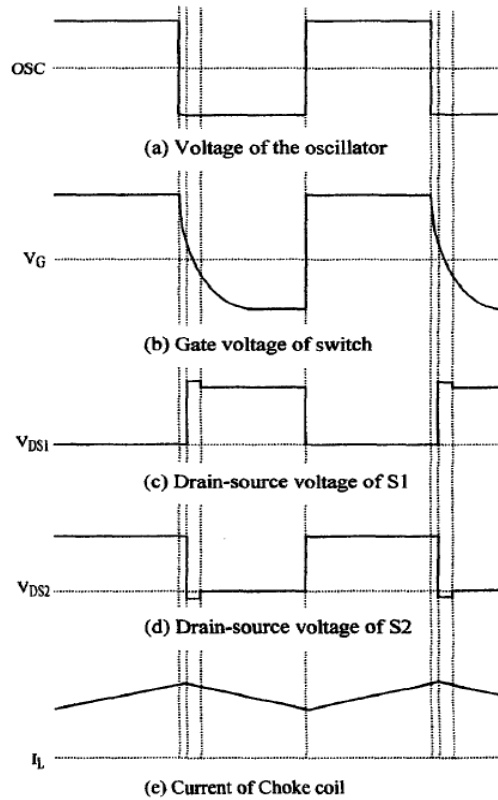 OSC
(a) Voltage of the oscillator
VG
(b) Gate voltage of switch
VDS1
(c) Drain-source voltage of S1
VDS2
(d) Drain-source voltage of S2
IL
(e) Current of Choke coil